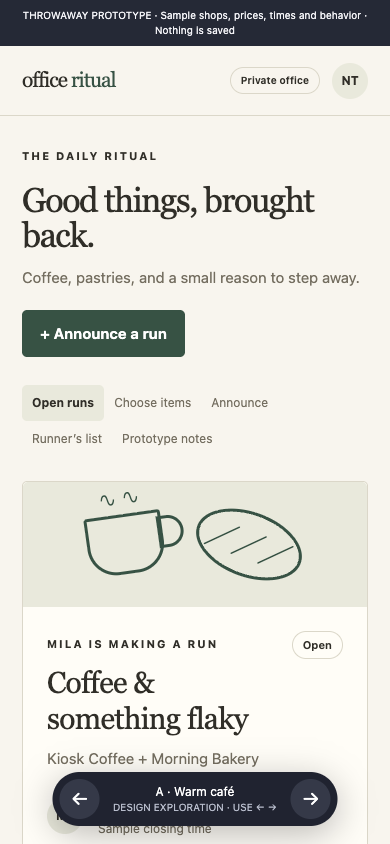 THROWAWAY PROTOTYPE · Sample shops, prices, times and behavior ·
Nothing is saved
office ritual
Private office
NT
THE DAILY RITUAL
Good things, brought
back.
Coffee, pastries, and a small reason to step away.
+ Announce a run
Open runs
Choose items
Announce
Runner's list
Prototype notes
MILA IS MAKING A RUN
Open
Coffee &
something flaky
Kiosk Coffee + Morning Bakery
A · Warm café
DESIGN EXPLORATION · USE ← →
Sample closing time